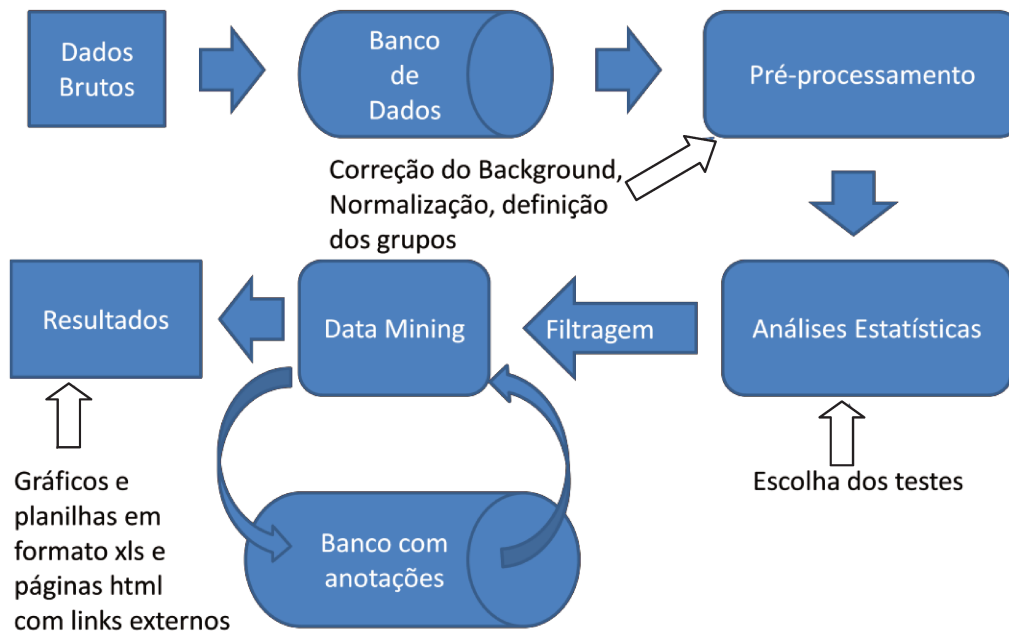 Dados
Brutos
Banco
de
Dados
Pré-processamento
Correção do Background,
Normalização, definição
dos grupos
Resultados
Data Mining
Filtragem
Análises Estatísticas
Gráficos e
planilhas em
formato xls e
páginas html
com links externos
Banco com
anotações
Escolha dos testes